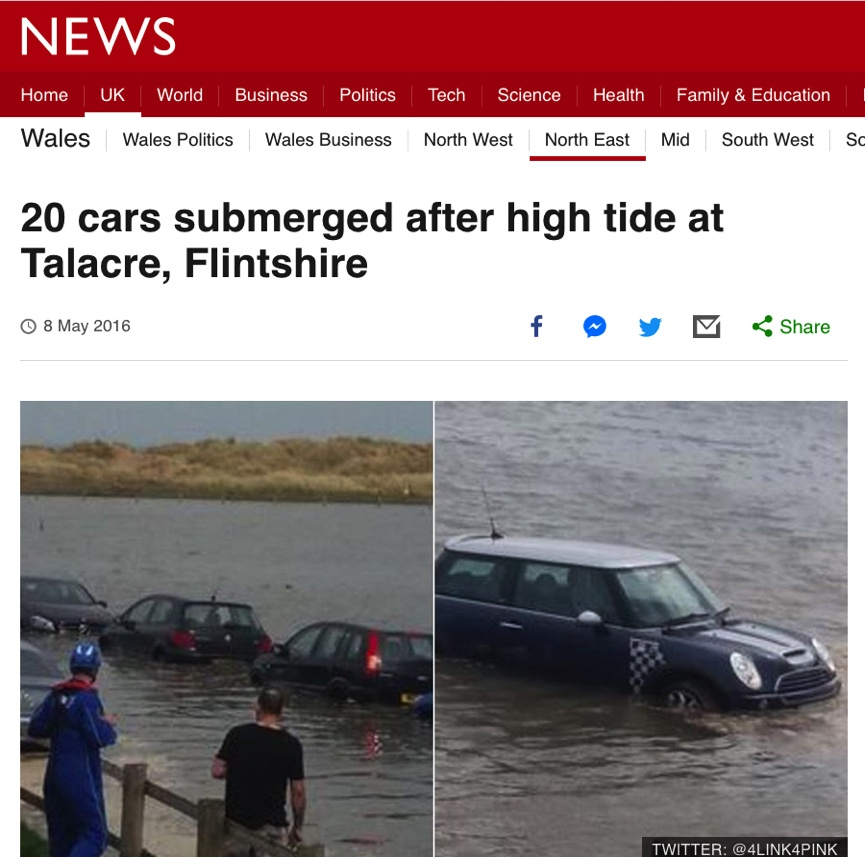 NEWS
Home UK World Business Politics Tech Science Health Family & Education
Wales Wales Politics Wales Business North West North East Mid South West So
20 cars submerged after high tide at
Talacre, Flintshire
8 May 2016
Share
TWITTER: @4LINK4PINK